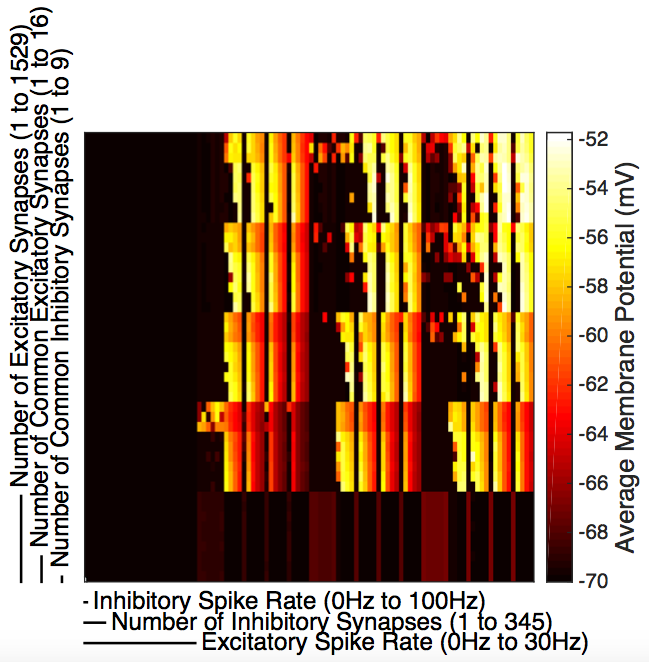 Number of Excitatory Synapses (1 to 1529)
Number of Common Excitatory Synapses (1 to 16)
Number of Common Inhibitory Synapses (1 to 9)
-52
-54
-56
-58
-60
-62
-64
-66
-68
-70
Average Membrane Potential (mV)
Inhibitory Spike Rate (0Hz to 100Hz)
Number of Inhibitory Synapses (1 to 345)
Excitatory Spike Rate (0Hz to 30Hz)